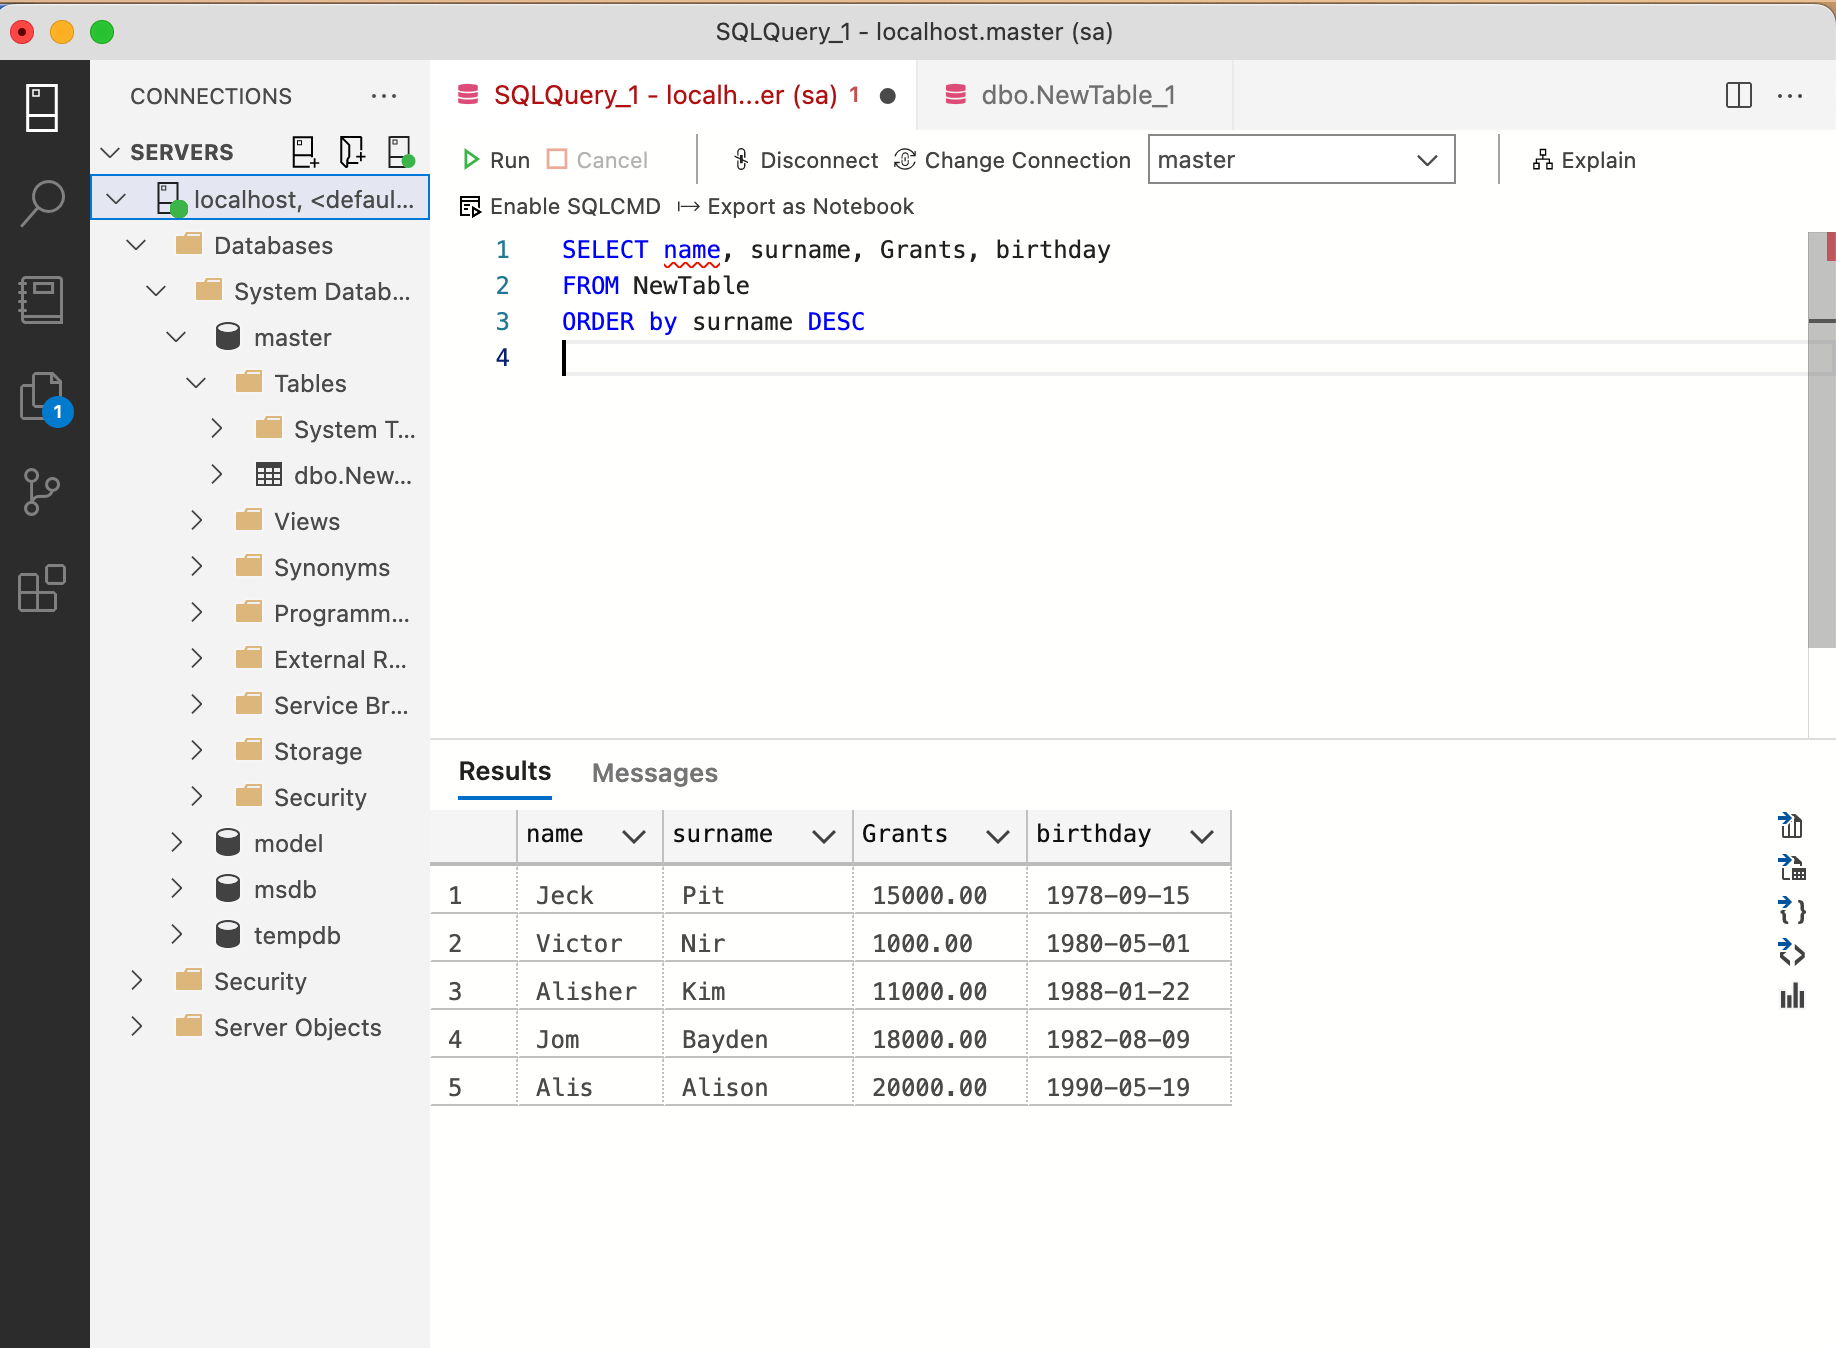 SQLQuery_1 - localhost.master (sa)
CONNECTIONS
SERVERS
localhost, <defaul...
Databases
System Datab...
master
Tables
System T...
dbo.New...
Views
Synonyms
Programm...
External R...
Service Br...
Storage
Security
model
msdb
tempdb
Security
Server Objects
1
SQLQuery_1 - localh...er (sa) 1
dbo.NewTable_1
Run Cancel Disconnect Change Connection master Explain
Enable SQLCMD Export as Notebook
1 SELECT name, surname, Grants, birthday
2 FROM NewTable
3 ORDER by surname DESC
4
Results Messages
name surname Grants birthday
1 Jeck Pit 15000.00 1978-09-15
2 Victor Nir 1000.00 1980-05-01
3 Alisher Kim 11000.00 1988-01-22
4 Jom Bayden 18000.00 1982-08-09
5 Alis Alison 20000.00 1990-05-19